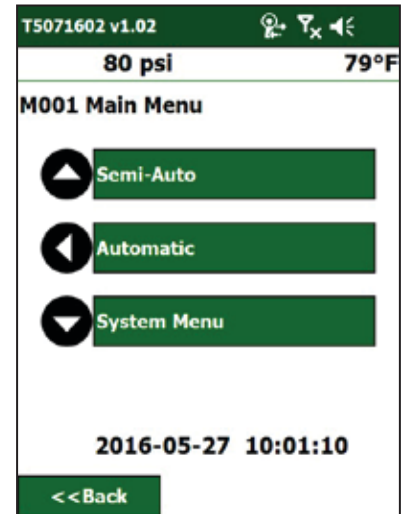 T5071602 v1.02
80 psi 79°F
M001 Main Menu
Semi-Auto
Automatic
System Menu
2016-05-27 10:01:10
<<Back